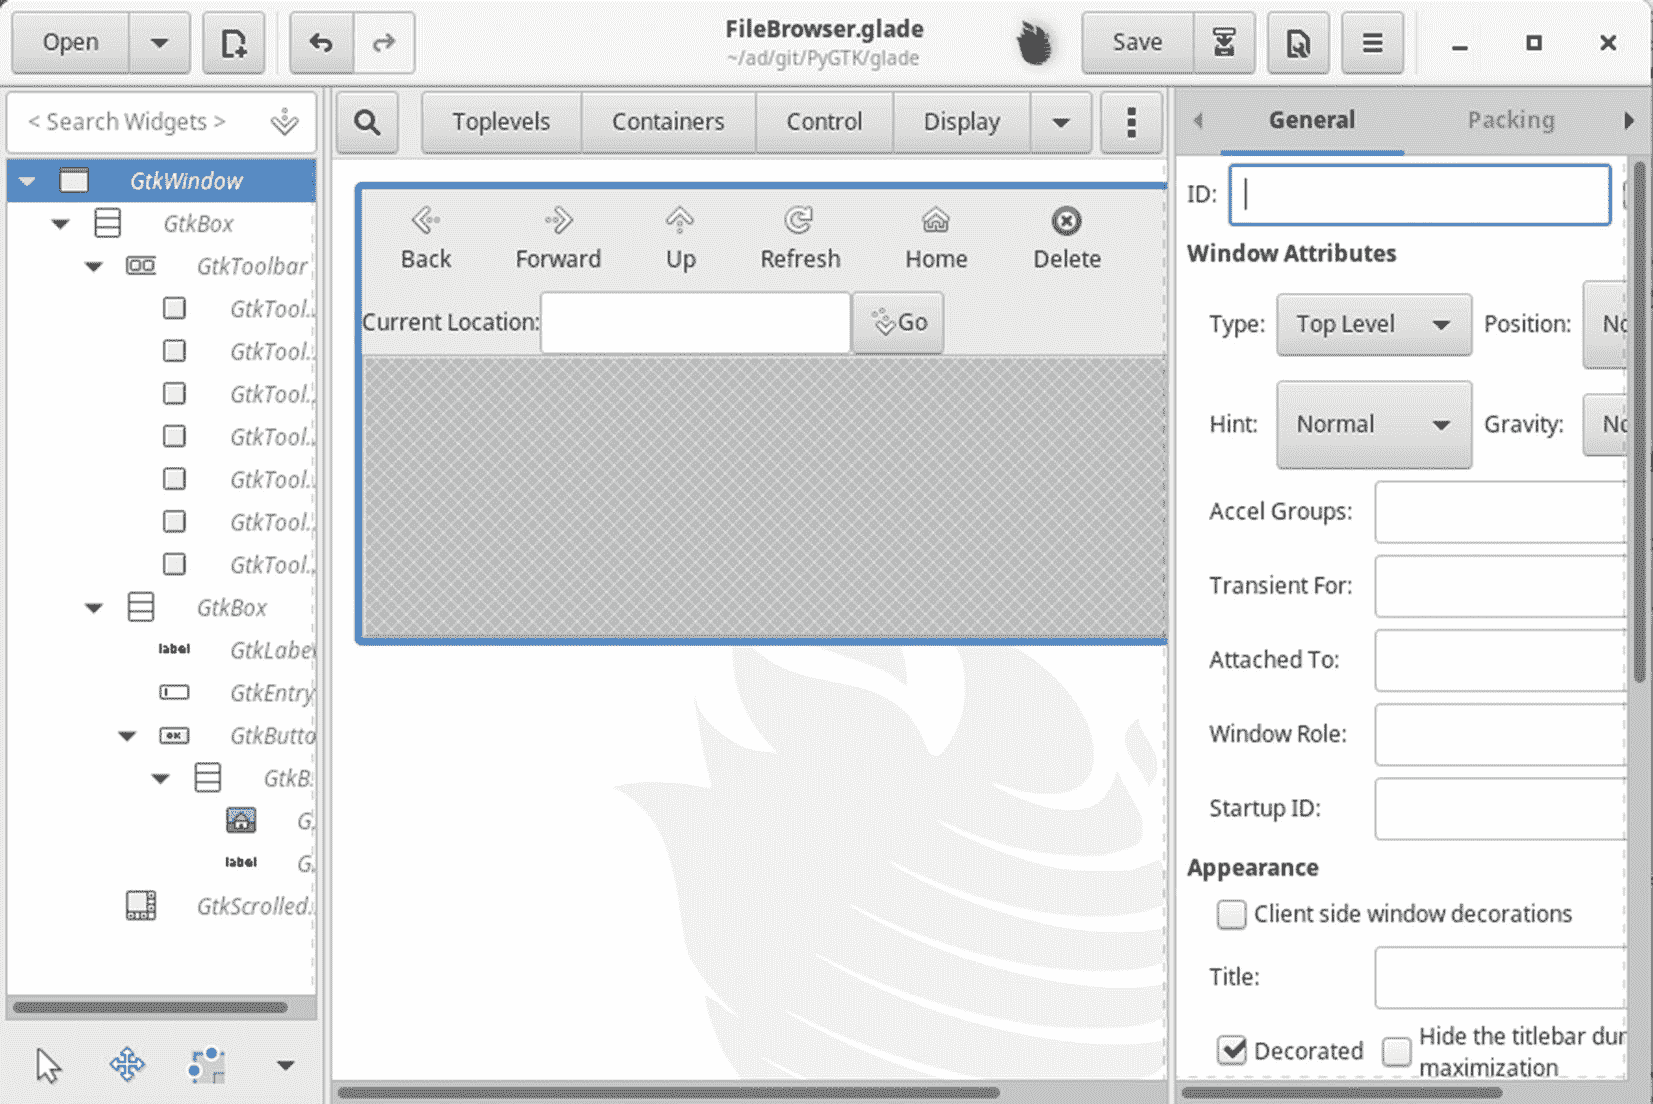 Open
FileBrowser.glade
~/ad/git/PyGTK/glade
Save
< Search Widgets >
Toplevels Containers Control Display
General Packing
GtkWindow
GtkBox
GtkToolbar
GtkTool..
GtkTool..
GtkTool..
GtkTool..
GtkTool..
GtkTool..
GtkTool..
GtkBox
label GtkLabel
GtkEntry
OK GtkButto
GtkB.
G.
label G.
GtkScrolled.
Back Forward Up Refresh Home Delete
Current Location: Go
ID:
Window Attributes
Type: Top Level Position: No
Hint: Normal Gravity: No
Accel Groups:
Transient For:
Attached To:
Window Role:
Startup ID:
Appearance
Client side window decorations
Title:
Decorated Hide the titlebar dur
maximization